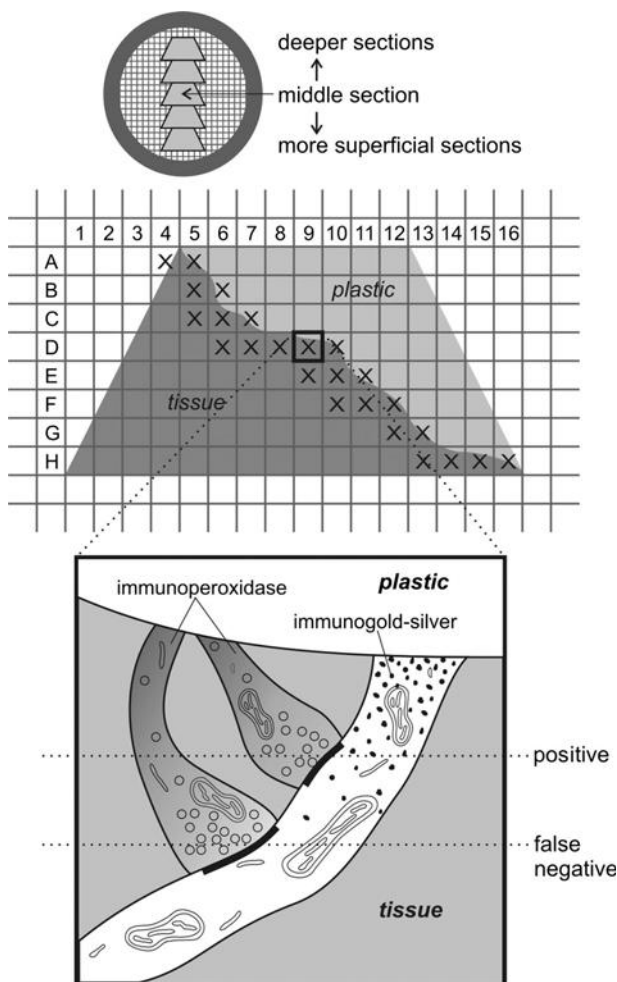 deeper sections
middle section
more superficial sections
1 2 3 4 5 6 7 8 9 10 11 12 13 14 15 16
A X X
B X X
plastic
C X X X
D X X X X X
E X X X
tissue
F X X X
G X X
H X X X X
plastic
immunoperoxidase
immunogold-silver
positive
false
negative
tissue